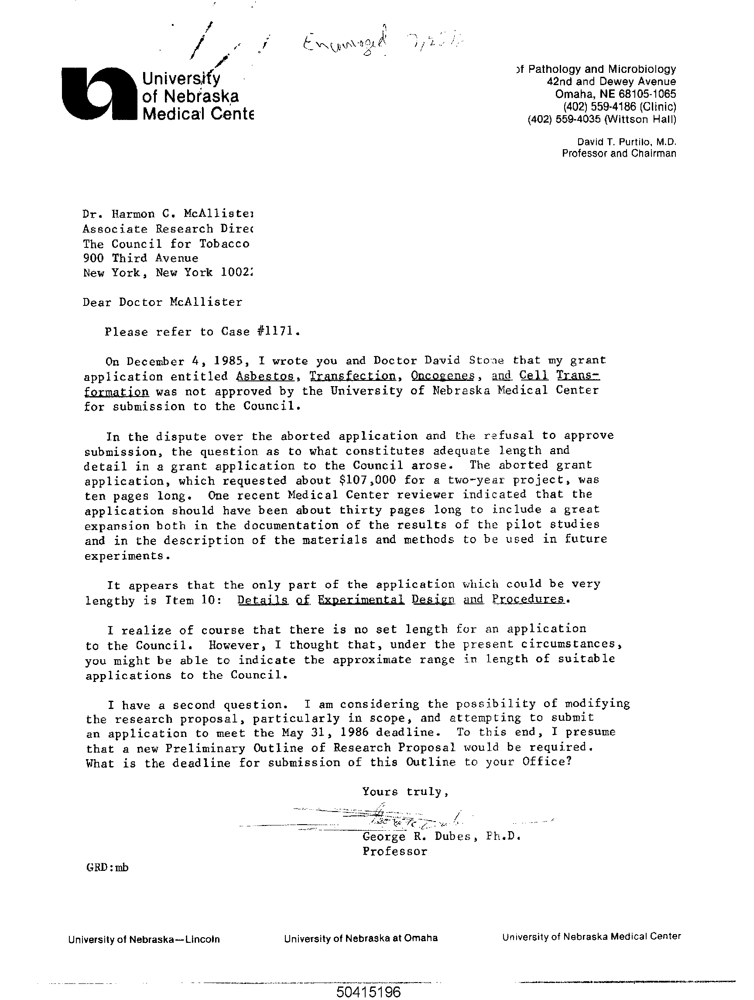 Encouraged
University
of Nebraska
Medical Cente
of Pathology and Microbiology
42nd and Dewey Avenue
Omaha, NE 68105-1065
(402) 559-4186 (Clinic)
(402) 559-4035 (Wittson Hall)
David T. Purtilo, M.D.
Professor and Chairman
Dr. Harmon C. McAllister
Associate Research Direc
The Council for Tobacco
900 Third Avenue
New York, New York 1002
Dear Doctor McAllister
Please refer to Case #1171.
On December 4, 1985, I wrote you and Doctor David Stone that my grant
application entitled Asbestos, Transfection, Oncogenes, and Cell Trans-
formation was not approved by the University of Nebraska Medical Center
for submission to the Council.
In the dispute over the aborted application and the refusal to approve
submission, the question as to what constitutes adequate length and
detail in a grant application to the Council arose. The aborted grant
application, which requested about $107,000 for a two-year project, was
ten pages long. One recent Medical Center reviewer indicated that the
application should have been about thirty pages long to include a great
expansion both in the documentation of the results of the pilot studies
and in the description of the materials and methods to be used in future
experiments.
It appears that the only part of the application which could be very
lengthy is Item 10: Details of Experimental Design and Procedures.
I realize of course that there is no set length for an application
to the Council. However, I thought that, under the present circumstances,
you might be able to indicate the approximate range in length of suitable
applications to the Council.
I have a second question. I am considering the possibility of modifying
the research proposal, particularly in scope, and attempting to submit
an application to meet the May 31, 1986 deadline. To this end, I presume
that a new Preliminary Outline of Research Proposal would be required.
What is the deadline for submission of this Outline to your Office?
Yours truly,
George R. Dubes, Ph.D.
Professor
GRD:mb
University of Nebraska—Lincoln
University of Nebraska at Omaha
University of Nebraska Medical Center
50415196